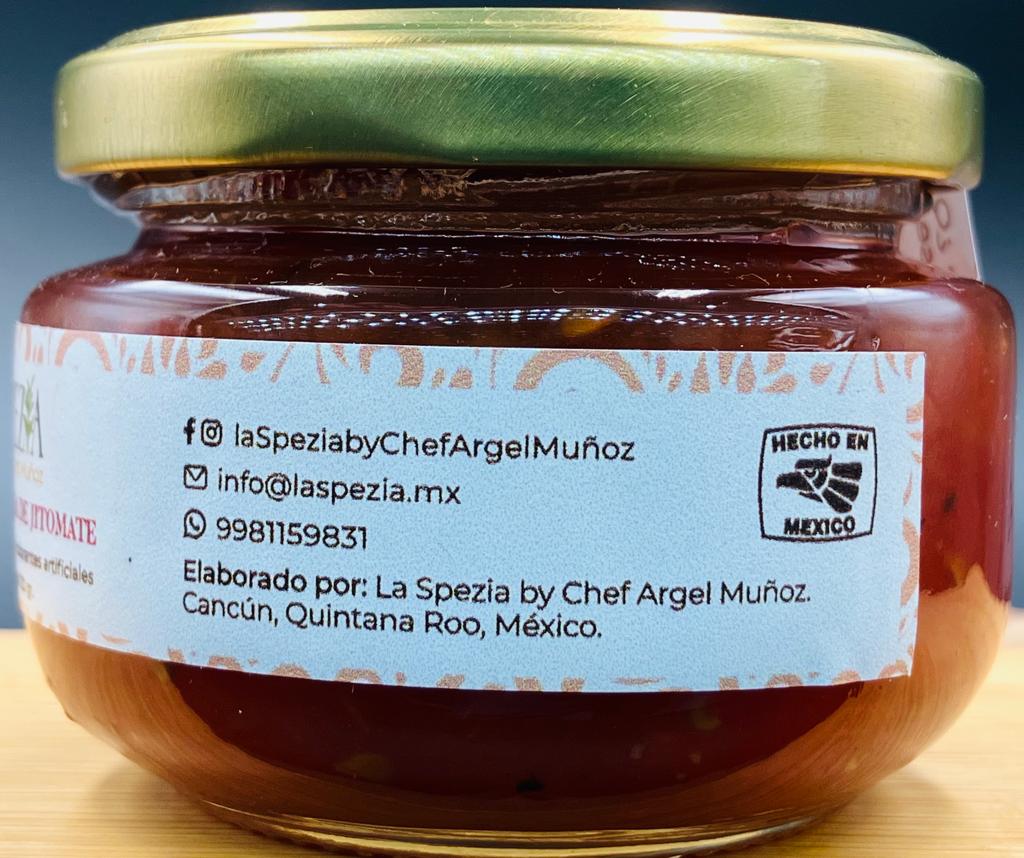 DE JITOMATE
artificiales
laSpeziabyChefArgelMuñoz
info@laspezia.mx
9981159831
Elaborado por: La Spezia by Chef Argel Muñoz.
Cancún, Quintana Roo, México.
HECHO EN
MEXICO